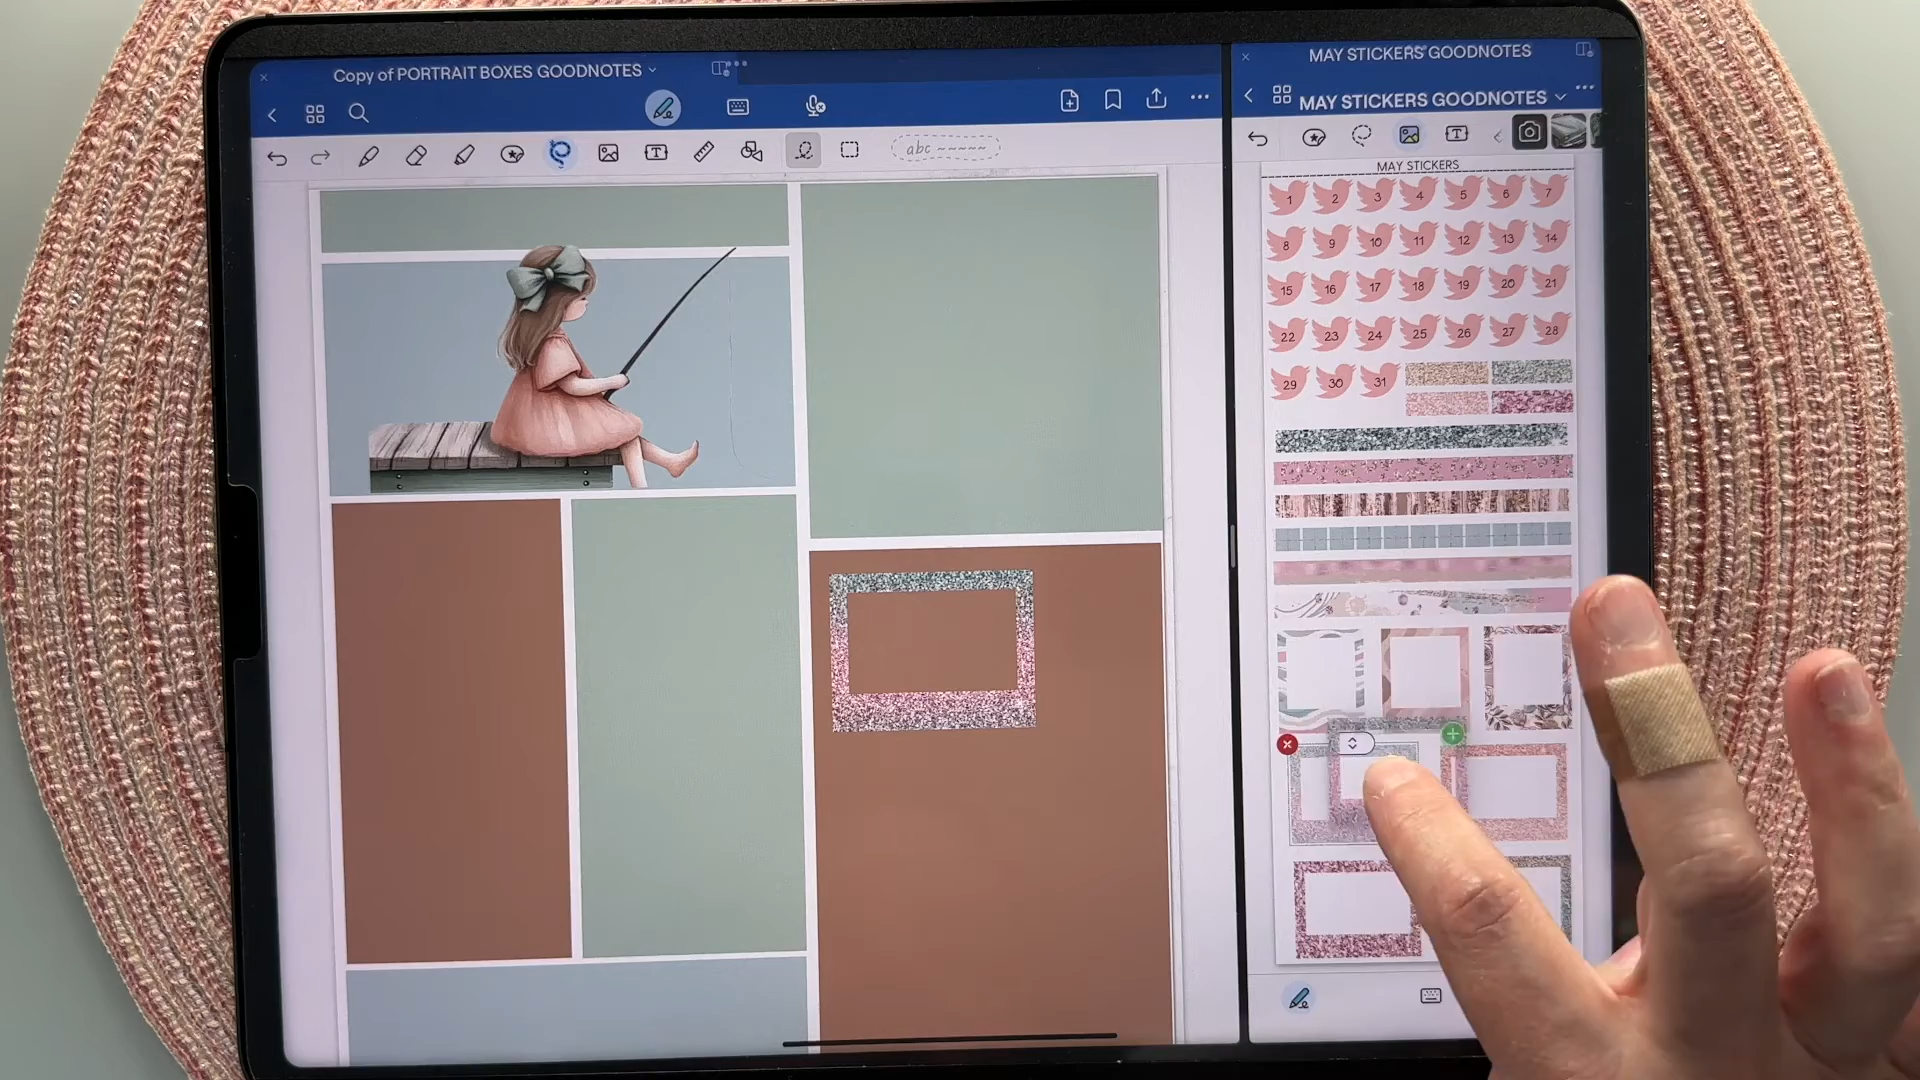 Copy of PORTRAIT BOXES GOODNOTES
abc
MAY STICKERS GOODNOTES
MAY STICKERS GOODNOTES
MAY STICKERS
1 2 3 4 5 6 7
8 9 10 11 12 13 14
15 16 17 18 19 20 21
22 23 24 25 26 27 28
29 30 31